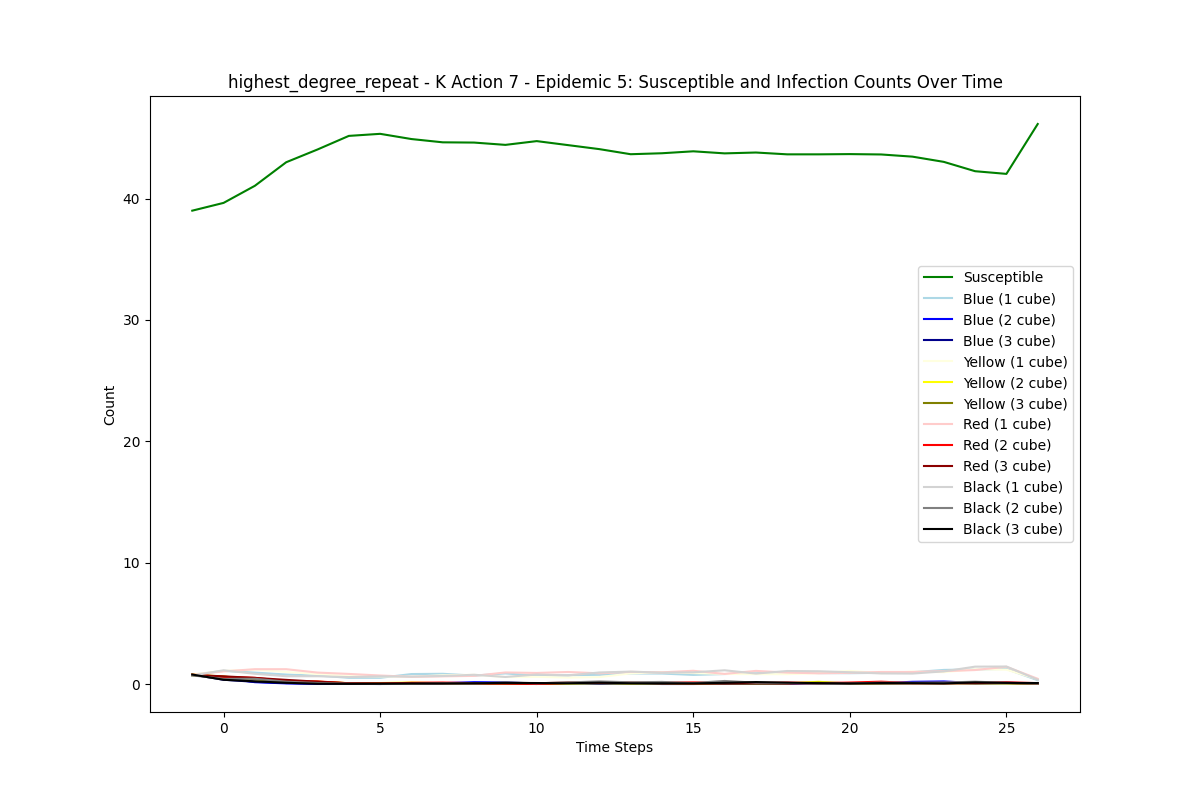 highest_degree_repeat - K Action 7 - Epidemic 5: Susceptible and Infection Counts Over Time
Count
40
30
20
10
0
Susceptible
Blue (1 cube)
Blue (2 cube)
Blue (3 cube)
Yellow (1 cube)
Yellow (2 cube)
Yellow (3 cube)
Red (1 cube)
Red (2 cube)
Red (3 cube)
Black (1 cube)
Black (2 cube)
Black (3 cube)
0 5 10 15 20 25
Time Steps